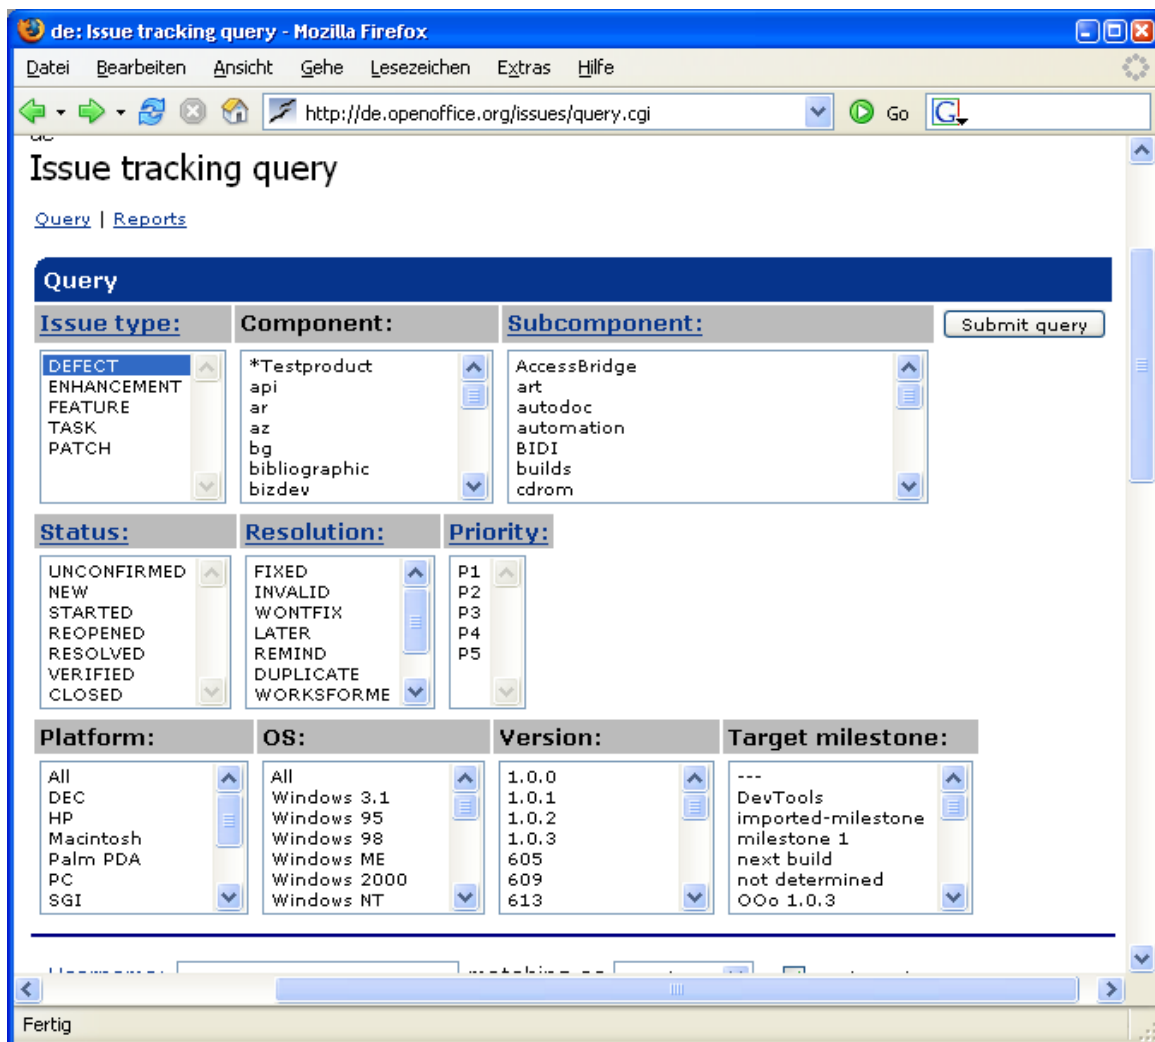 de: Issue tracking query - Mozilla Firefox
Datei Bearbeiten Ansicht Gehe Lesezeichen Extras Hilfe
http://de.openoffice.org/issues/query.cgi Go G
de
Issue tracking query
Query | Reports
Query
Issue type: Component: Subcomponent: Submit query
DEFECT *Testproduct AccessBridge
ENHANCEMENT api art
FEATURE ar autodoc
TASK az automation
PATCH bg BIDI
bibliographic builds
bizdev cdrom
Status: Resolution: Priority:
UNCONFIRMED FIXED P1
NEW INVALID P2
STARTED WONTFIX P3
REOPENED LATER P4
RESOLVED REMIND P5
VERIFIED DUPLICATE
CLOSED WORKSFORME
Platform: OS: Version: Target milestone:
All All 1.0.0 ---
DEC Windows 3.1 1.0.1 DevTools
HP Windows 95 1.0.2 imported-milestone
Macintosh Windows 98 1.0.3 milestone 1
Palm PDA Windows ME 605 next build
PC Windows 2000 609 not determined
SGI Windows NT 613 OOo 1.0.3
Username: matching as
Fertig